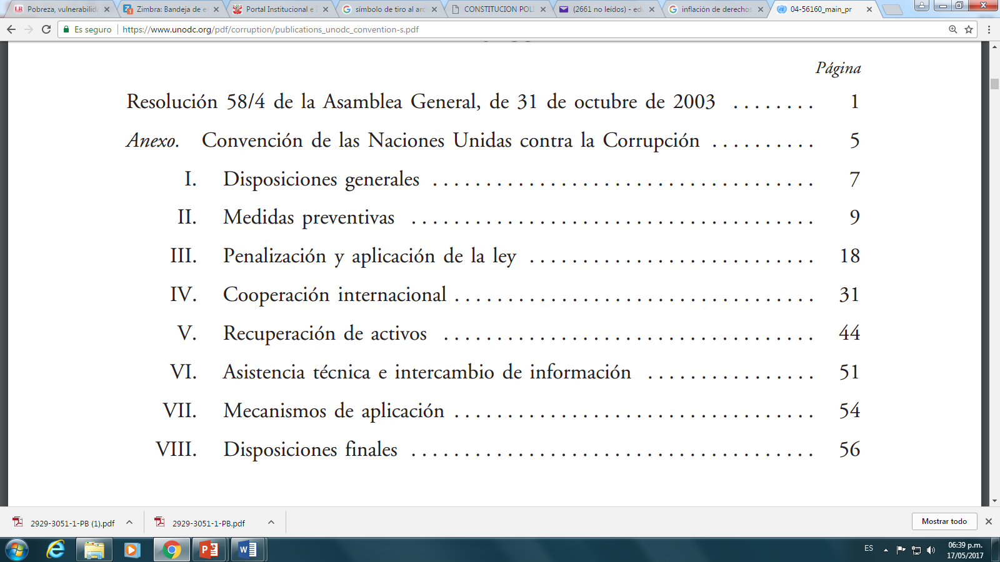 Pobreza, vulnerabilida
Zimbra: Bandeja de e
Portal Institucional e I
símbolo de tiro al arc
CONSTITUCION POL
(2661 no leídos) - edu
inflación de derechos
04-56160_main_pr
Es seguro
https://www.unodc.org/pdf/corruption/publications_unodc_convention-s.pdf
Página
Resolución 58/4 de la Asamblea General, de 31 de octubre de 2003 ........ 1
Anexo. Convención de las Naciones Unidas contra la Corrupción .......... 5
I. Disposiciones generales ................................... 7
II. Medidas preventivas ..................................... 9
III. Penalización y aplicación de la ley .......................... 18
IV. Cooperación internacional ................................. 31
V. Recuperación de activos .................................. 44
VI. Asistencia técnica e intercambio de información ................ 51
VII. Mecanismos de aplicación ................................. 54
VIII. Disposiciones finales ..................................... 56
2929-3051-1-PB (1).pdf
2929-3051-1-PB.pdf
Mostrar todo
ES
06:39 p.m.
17/05/2017